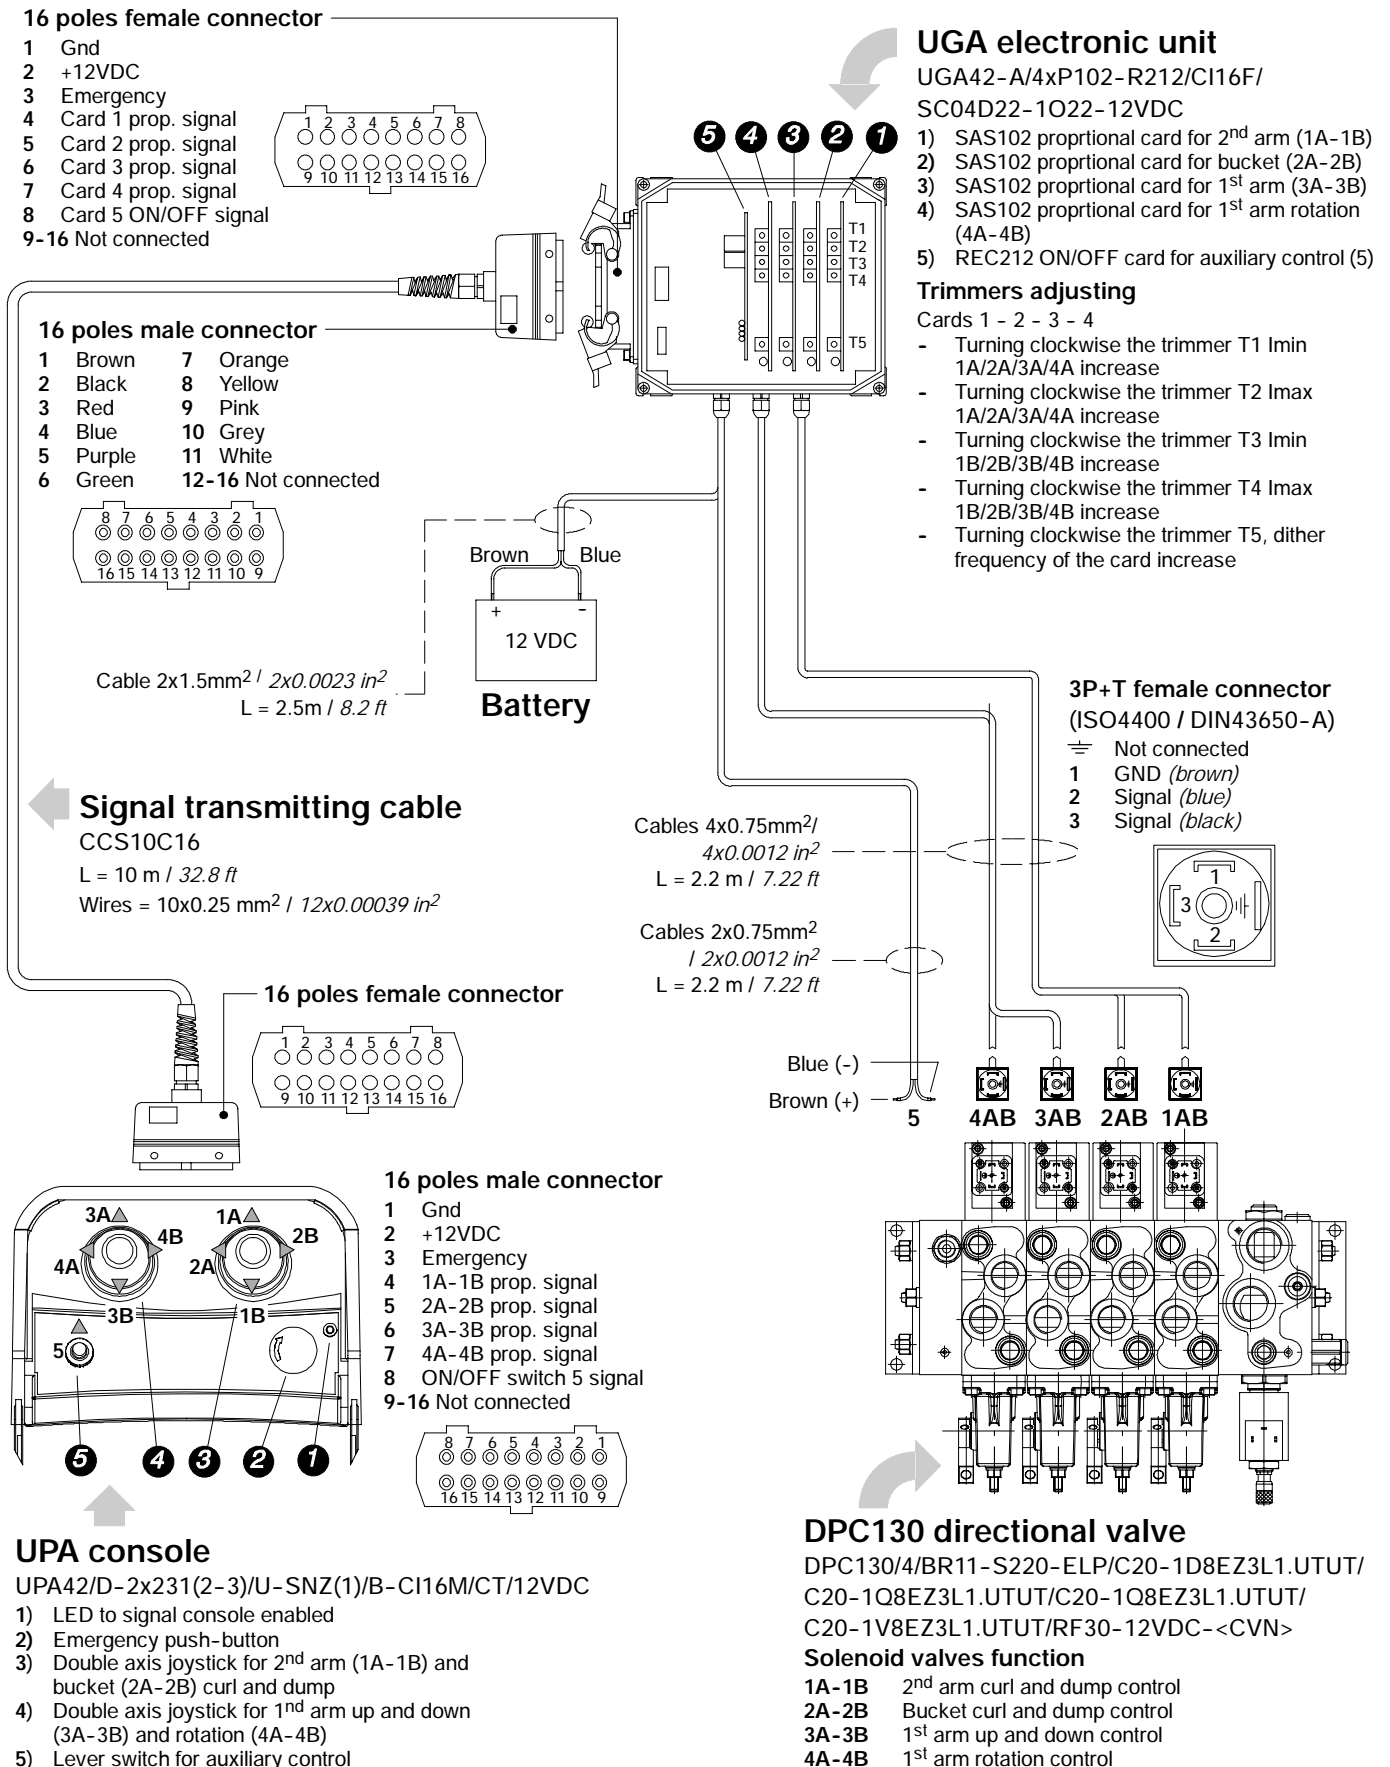 16 poles female connector
1 Gnd
2 +12VDC
3 Emergency
4 Card 1 prop. signal
5 Card 2 prop. signal
6 Card 3 prop. signal
7 Card 4 prop. signal
8 Card 5 ON/OFF signal
9-16 Not connected
1 2 3 4 5 6 7 8
9 10 11 12 13 14 15 16
5 4 3 2 1
T1
T2
T3
T4
T5
UGA electronic unit
UGA42-A/4xP102-R212/CI16F/
SC04D22-1O22-12VDC
1) SAS102 proprtional card for 2nd arm (1A-1B)
2) SAS102 proprtional card for bucket (2A-2B)
3) SAS102 proprtional card for 1st arm (3A-3B)
4) SAS102 proprtional card for 1st arm rotation
(4A-4B)
5) REC212 ON/OFF card for auxiliary control (5)
Trimmers adjusting
Cards 1 - 2 - 3 - 4
- Turning clockwise the trimmer T1 Imin
1A/2A/3A/4A increase
- Turning clockwise the trimmer T2 Imax
1A/2A/3A/4A increase
- Turning clockwise the trimmer T3 Imin
1B/2B/3B/4B increase
- Turning clockwise the trimmer T4 Imax
1B/2B/3B/4B increase
- Turning clockwise the trimmer T5, dither
frequency of the card increase
16 poles male connector
1 Brown 7 Orange
2 Black 8 Yellow
3 Red 9 Pink
4 Blue 10 Grey
5 Purple 11 White
6 Green 12-16 Not connected
8 7 6 5 4 3 2 1
16 15 14 13 12 11 10 9
Brown Blue
+ -
12 VDC
Battery
Cable 2x1.5mm2 / 2x0.0023 in2
L = 2.5m / 8.2 ft
3P+T female connector
(ISO4400 / DIN43650-A)
Not connected
1 GND (brown)
2 Signal (blue)
3 Signal (black)
1
3
2
Signal transmitting cable
CCS10C16
L = 10 m / 32.8 ft
Wires = 10x0.25 mm2 / 12x0.00039 in2
Cables 4x0.75mm2/
4x0.0012 in2
L = 2.2 m / 7.22 ft
Cables 2x0.75mm2
/ 2x0.0012 in2
L = 2.2 m / 7.22 ft
16 poles female connector
1 2 3 4 5 6 7 8
9 10 11 12 13 14 15 16
Blue (-)
Brown (+)
5 4AB 3AB 2AB 1AB
16 poles male connector
1 Gnd
2 +12VDC
3 Emergency
4 1A-1B prop. signal
5 2A-2B prop. signal
6 3A-3B prop. signal
7 4A-4B prop. signal
8 ON/OFF switch 5 signal
9-16 Not connected
8 7 6 5 4 3 2 1
16 15 14 13 12 11 10 9
3A 1A
4B 2B
4A 2A
3B 1B
5
5 4 3 2 1
UPA console
UPA42/D-2x231(2-3)/U-SNZ(1)/B-CI16M/CT/12VDC
1) LED to signal console enabled
2) Emergency push-button
3) Double axis joystick for 2nd arm (1A-1B) and
bucket (2A-2B) curl and dump
4) Double axis joystick for 1nd arm up and down
(3A-3B) and rotation (4A-4B)
5) Lever switch for auxiliary control
DPC130 directional valve
DPC130/4/BR11-S220-ELP/C20-1D8EZ3L1.UTUT/
C20-1Q8EZ3L1.UTUT/C20-1Q8EZ3L1.UTUT/
C20-1V8EZ3L1.UTUT/RF30-12VDC-<CVN>
Solenoid valves function
1A-1B 2nd arm curl and dump control
2A-2B Bucket curl and dump control
3A-3B 1st arm up and down control
4A-4B 1st arm rotation control